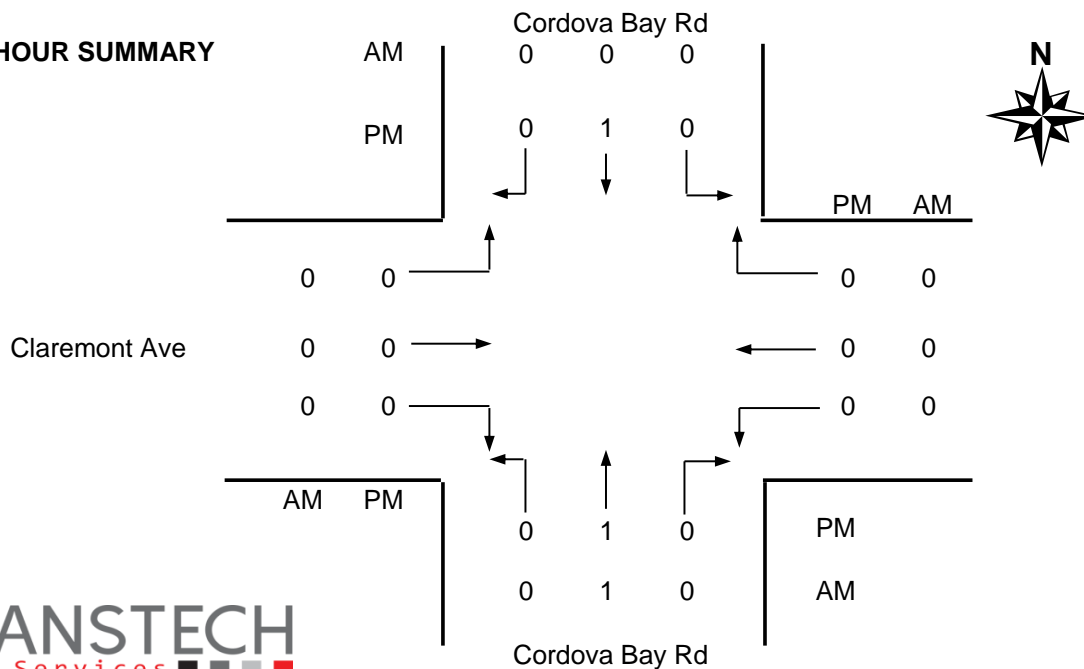 Cordova Bay Rd
HOUR SUMMARY AM 0 0 0 N
PM 0 1 0
PM AM
0 0 0 0
Claremont Ave 0 0 0 0
0 0 0 0
AM PM
0 1 0 PM
0 1 0 AM
ANSTECH
Services
Cordova Bay Rd